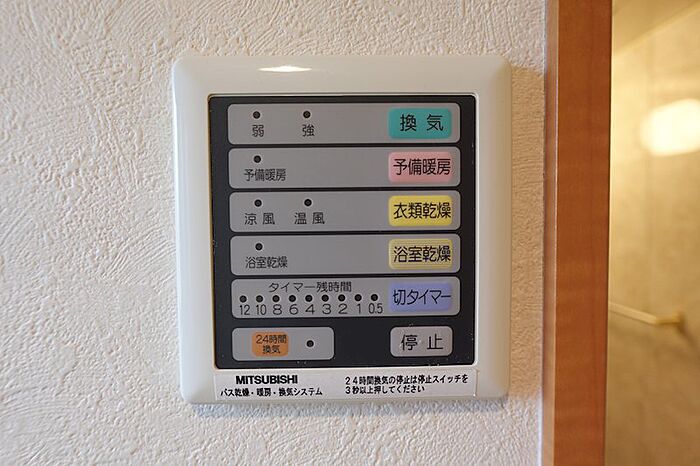 弱 強 換気
予備暖房 予備暖房
涼風 温風 衣類乾燥
浴室乾燥 浴室乾燥
タイマー残時間
12 10 8 6 4 3 2 1 0.5 切タイマー
24時間
換気
停止
MITSUBISHI
バス乾燥・暖房・換気システム
24時間換気の停止は停止スイッチを
3秒以上押してください